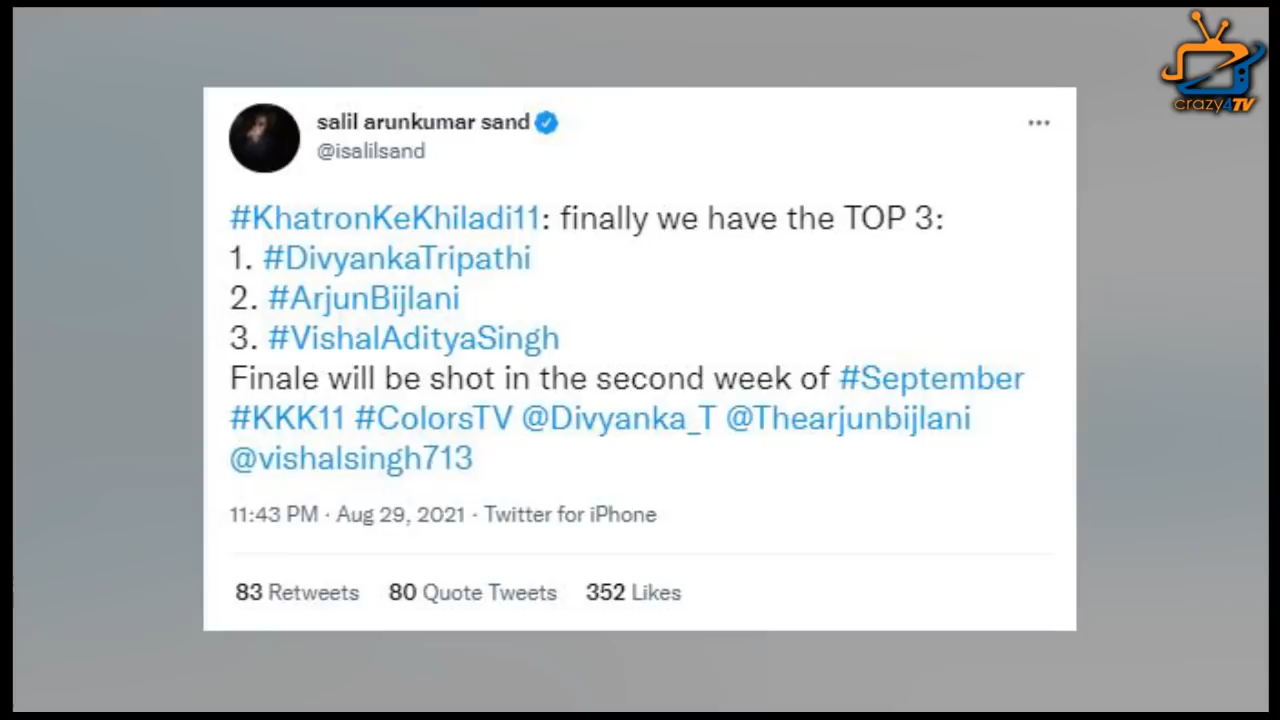 crazy4TV
salil arunkumar sand
@isalilsand
#KhatronKeKhiladi11: finally we have the TOP 3:
1. #DivyankaTripathi
2. #ArjunBijlani
3. #VishalAdityaSingh
Finale will be shot in the second week of #September
#KKK11 #ColorsTV @Divyanka_T @Thearjunbijlani
@vishalsingh713
11:43 PM · Aug 29, 2021 · Twitter for iPhone
83 Retweets 80 Quote Tweets 352 Likes